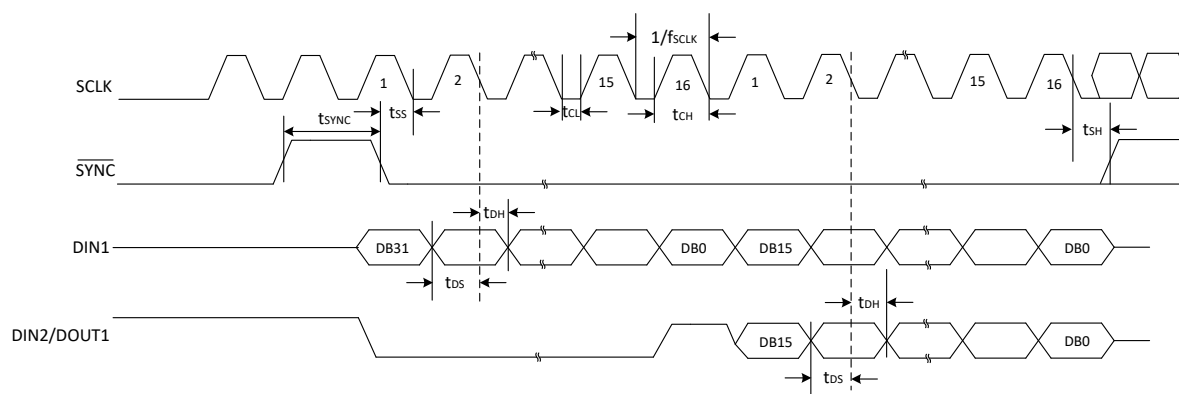 1/fSCLK
SCLK 1 2 15 16 1 2 15 16
tSS tCL tCH tSH
tSYNC
SYNC
tDH
DIN1 DB31 DB0 DB15 DB0
tDS tDH
DIN2/DOUT1 DB15 DB0
tDS